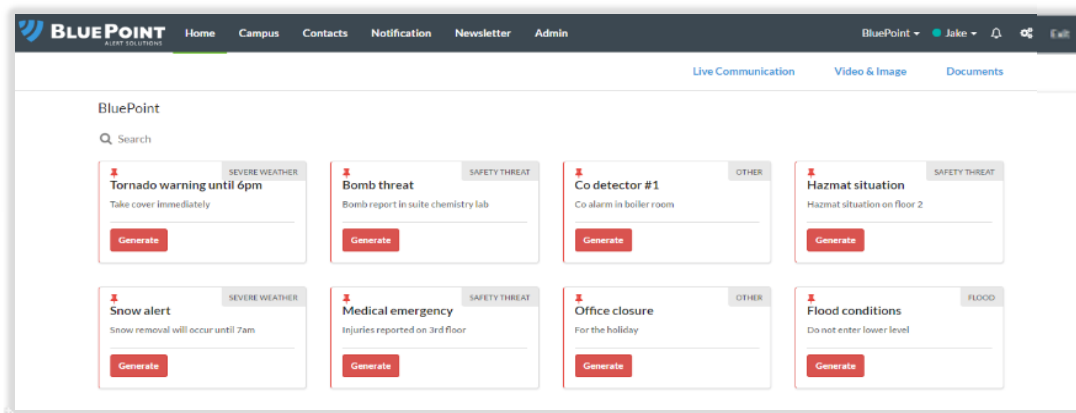 BLUEPOINT Home Campus Contacts Notification Newsletter Admin BluePoint Jake Exit
ALERT SOLUTIONS
Live Communication Video & Image Documents
BluePoint
Search
SEVERE WEATHER SAFETY THREAT OTHER SAFETY THREAT
Tornado warning until 6pm Bomb threat Co detector #1 Hazmat situation
Take cover immediately Bomb report in suite chemistry lab Co alarm in boiler room Hazmat situation on floor 2
Generate Generate Generate Generate
SEVERE WEATHER SAFETY THREAT OTHER FLOOD
Snow alert Medical emergency Office closure Flood conditions
Snow removal will occur until 7am Injuries reported on 3rd floor For the holiday Do not enter lower level
Generate Generate Generate Generate